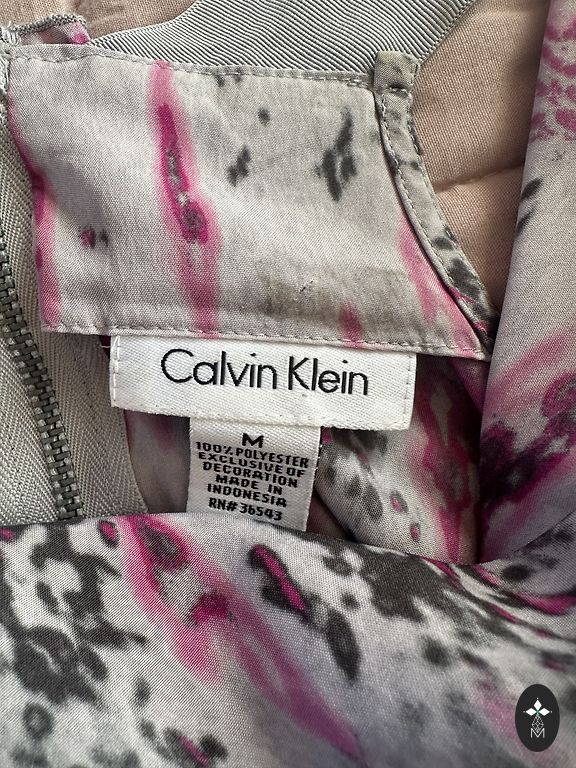 Calvin Klein
M
100% POLYESTER
EXCLUSIVE OF
DECORATION
MADE IN
INDONESIA
RN# 36543